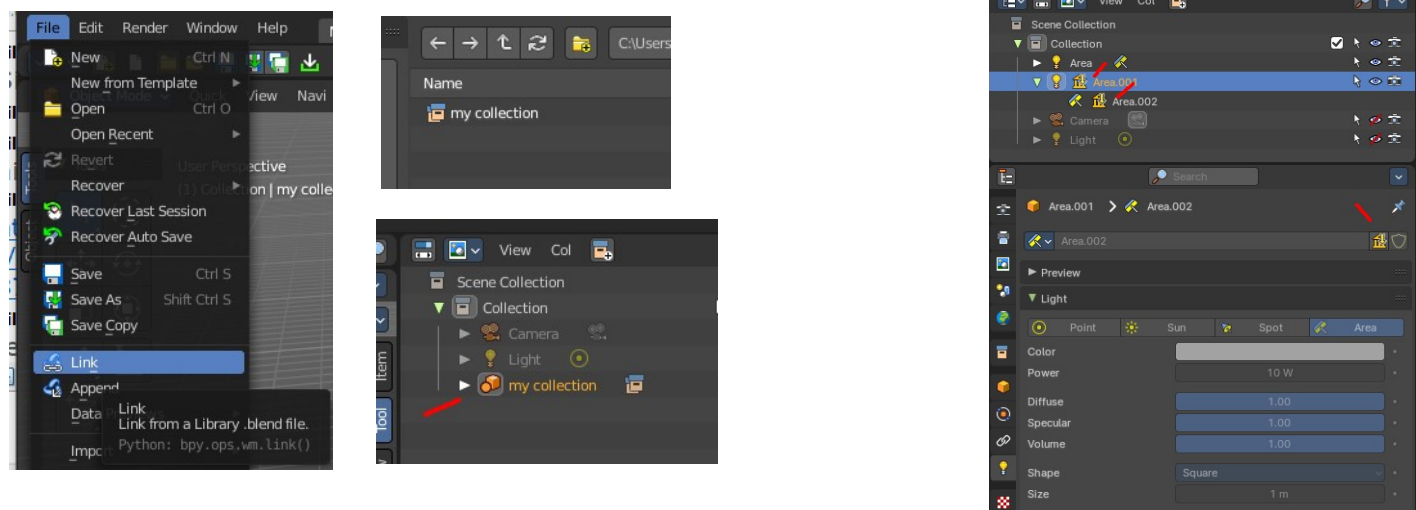 File Edit Render Window Help
New Ctrl N
New from Template
View Navi
Open Ctrl O
Open Recent
Revert
User Perspective
Recover
(1) Collection | my colle
Recover Last Session
Recover Auto Save
Save Ctrl S
Save As Shift Ctrl S
Save Copy
Link
Append
Data
Link
Link from a Library .blend file.
Python: bpy.ops.wm.link()
C:\Users
Name
my collection
View Col
Scene Collection
Collection
Camera
Light
my collection
Item
Tool
View Col
Scene Collection
Collection
Area
Area.001
Area.002
Camera
Light
Search
Area.001 Area.002
Area.002
Preview
Light
Point Sun Spot Area
Color
Power 10 W
Diffuse 1.00
Specular 1.00
Volume 1.00
Shape Square
Size 1 m